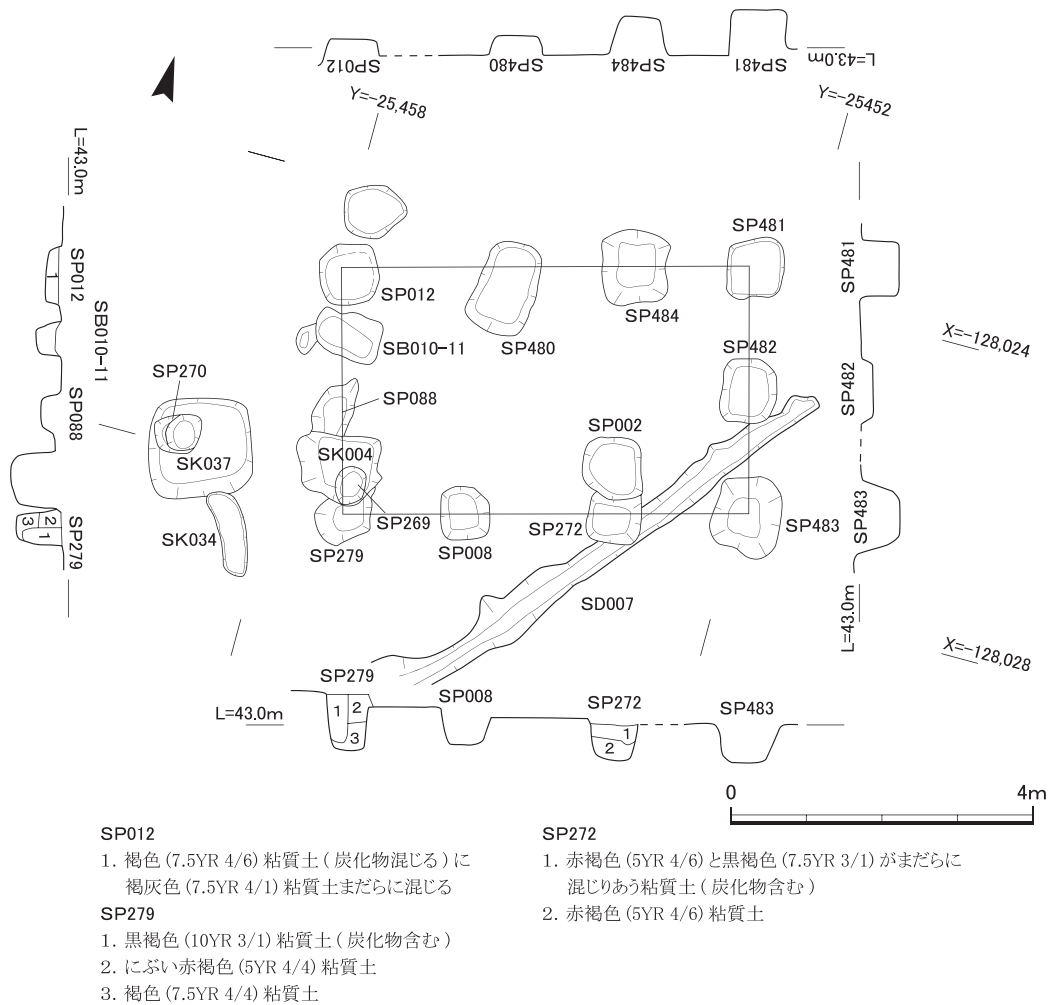 SP012
SP480
SP484
SP481
L=43.0m
Y=-25,458
Y=-25452
L=43.0m
SP012
SB010-11
SP088
SP279
1
3 2
1
SP481
SP482
SP483
L=43.0m
X=-128,024
X=-128,028
SP481
SP012
SP484
SB010-11
SP480
SP270
SP482
SP088
SP002
SK004
SK037
SP269
SP272
SP483
SK034
SP279
SP008
SD007
SP279
SP008
SP272
SP483
L=43.0m
1 2
3
1
2
0 4m
SP012
1. 褐色 (7.5YR 4/6) 粘質土 ( 炭化物混じる ) に
褐灰色 (7.5YR 4/1) 粘質土まだらに混じる
SP279
1. 黒褐色 (10YR 3/1) 粘質土 ( 炭化物含む )
2. にぶい赤褐色 (5YR 4/4) 粘質土
3. 褐色 (7.5YR 4/4) 粘質土
SP272
1. 赤褐色 (5YR 4/6) と黒褐色 (7.5YR 3/1) がまだらに
混じりあう粘質土 ( 炭化物含む )
2. 赤褐色 (5YR 4/6) 粘質土